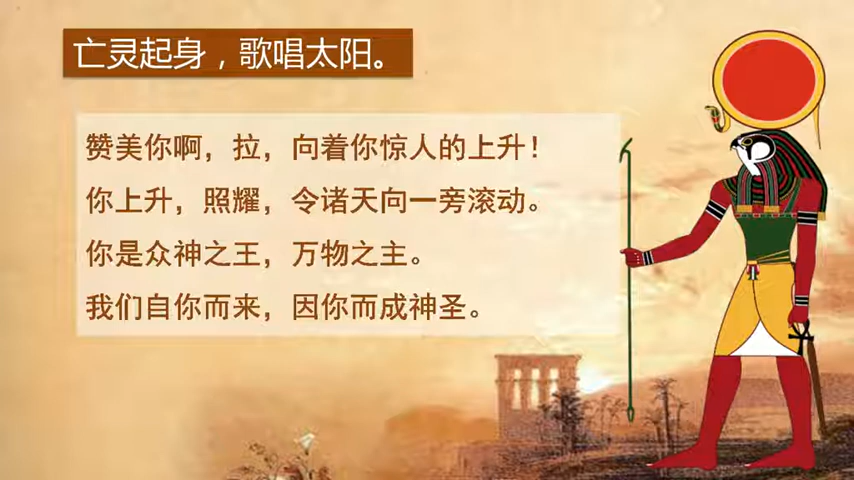 亡灵起身，歌唱太阳。
赞美你啊，拉，向着你惊人的上升！
你上升，照耀，令诸天向一旁滚动。
你是众神之王，万物之主。
我们自你而来，因你而成神圣。